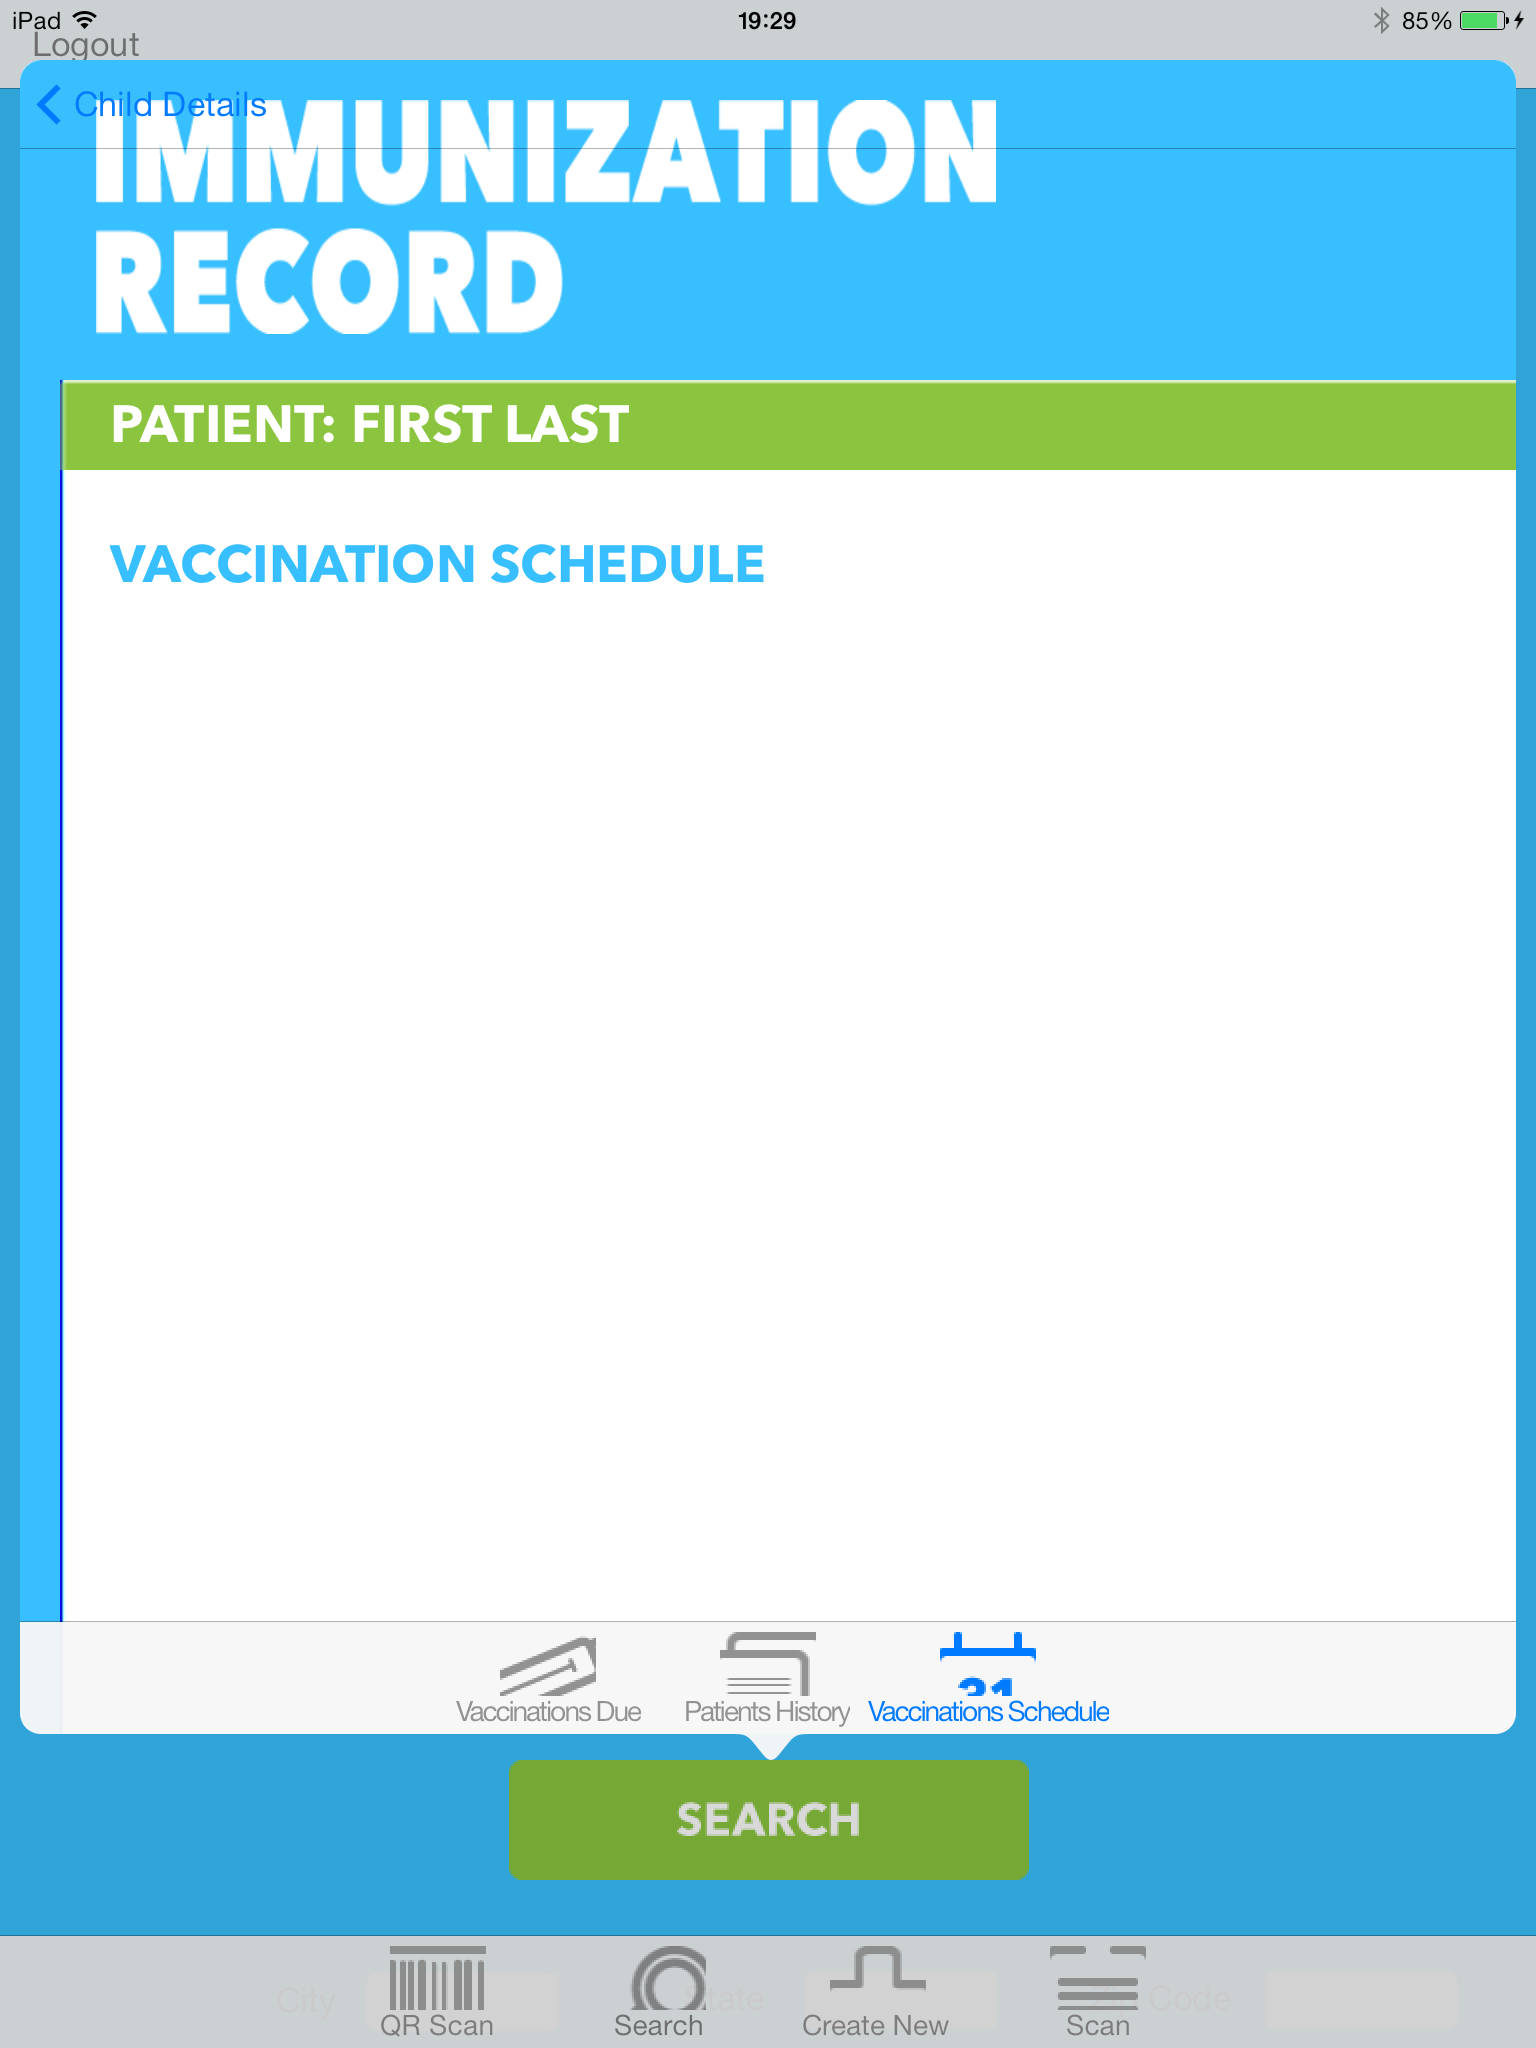 iPad 19:29 85%
Logout
Child Details
IMMUNIZATION
RECORD
PATIENT: FIRST LAST
VACCINATION SCHEDULE
31
Vaccinations Due Patients History Vaccinations Schedule
SEARCH
City State Code
QR Scan Search Create New Scan